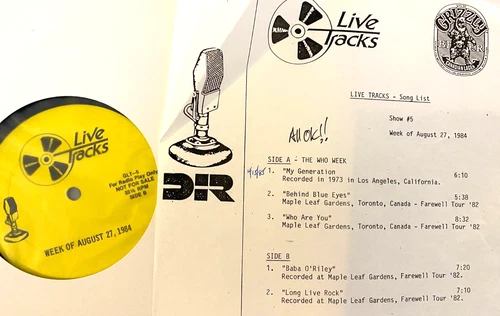 Live
Tracks
GLT-5
For Radio Play Only
NOT FOR SALE
33⅓ RPM
SIDE B
WEEK OF AUGUST 27, 1984
DIR
Live
Tracks
GRIZZLY
CANADIAN LAGER
LIVE TRACKS - Song List
Show #5
Week of August 27, 1984
All OK!!
SIDE A - THE WHO WEEK
1. "My Generation 6:10
Recorded in 1973 in Los Angeles, California.
2. "Behind Blue Eyes" 5:38
Maple Leaf Gardens, Toronto, Canada - Farewell Tour '82
3. "Who Are You" 8:32
Maple Leaf Gardens, Toronto, Canada - Farewell Tour '82
SIDE B
1. "Baba O'Riley" 7:20
Recorded at Maple Leaf Gardens, Farewell Tour '82.
2. "Long Live Rock" 7:10
Recorded at Maple Leaf Gardens, Farewell Tour '82.